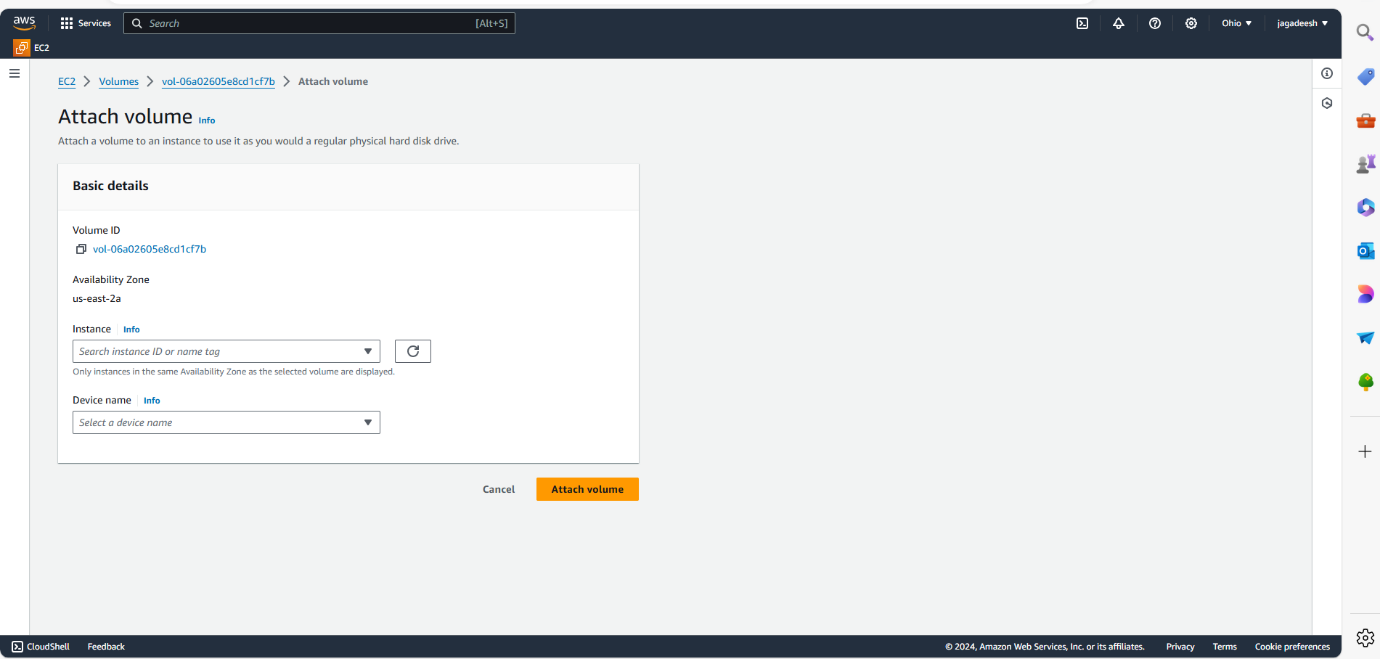 aws Services Search [Alt+S] Ohio ▼ jagadeesh ▼
EC2
EC2 > Volumes > vol-06a02605e8cd1cf7b > Attach volume
Attach volume Info
Attach a volume to an instance to use it as you would a regular physical hard disk drive.
Basic details
Volume ID
vol-06a02605e8cd1cf7b
Availability Zone
us-east-2a
Instance Info
Search instance ID or name tag
Only instances in the same Availability Zone as the selected volume are displayed.
Device name Info
Select a device name
Cancel Attach volume
CloudShell Feedback © 2024, Amazon Web Services, Inc. or its affiliates. Privacy Terms Cookie preferences